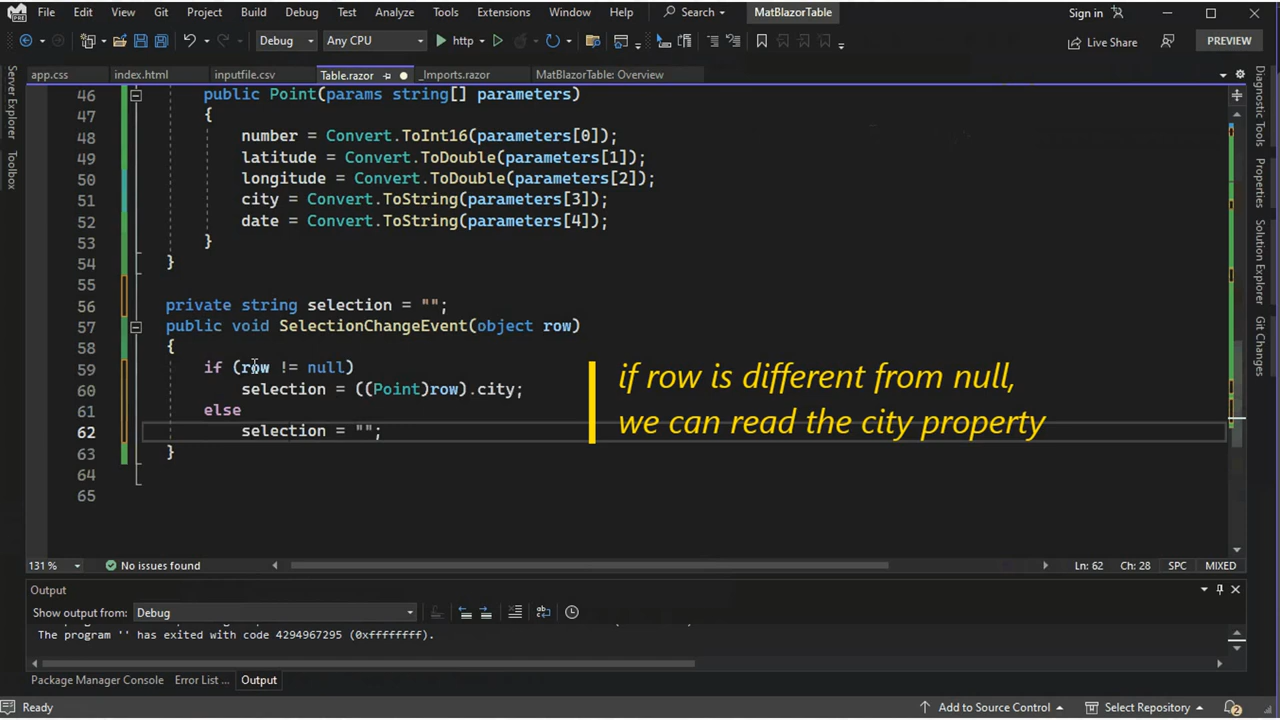 File Edit View Git Project Build Debug Test Analyze Tools Extensions Window Help Search MatBlazorTable Sign in
Debug Any CPU http Live Share PREVIEW
app.css index.html inputfile.csv Table.razor _Imports.razor MatBlazorTable: Overview
Server Explorer
Toolbox
46 public Point(params string[] parameters)
47 {
48 number = Convert.ToInt16(parameters[0]);
49 latitude = Convert.ToDouble(parameters[1]);
50 longitude = Convert.ToDouble(parameters[2]);
51 city = Convert.ToString(parameters[3]);
52 date = Convert.ToString(parameters[4]);
53 }
54 }
55
56 private string selection = "";
57 public void SelectionChangeEvent(object row)
58 {
59 if (row != null)
60 selection = ((Point)row).city;
61 else
62 selection = "";
63 }
64
65
if row is different from null,
we can read the city property
Diagnostic Tools
Properties
Solution Explorer
Git Changes
131 % No issues found Ln: 62 Ch: 28 SPC MIXED
Output
Show output from: Debug
The program '' has exited with code 4294967295 (0xffffffff).
Package Manager Console Error List ... Output
Ready Add to Source Control Select Repository 2